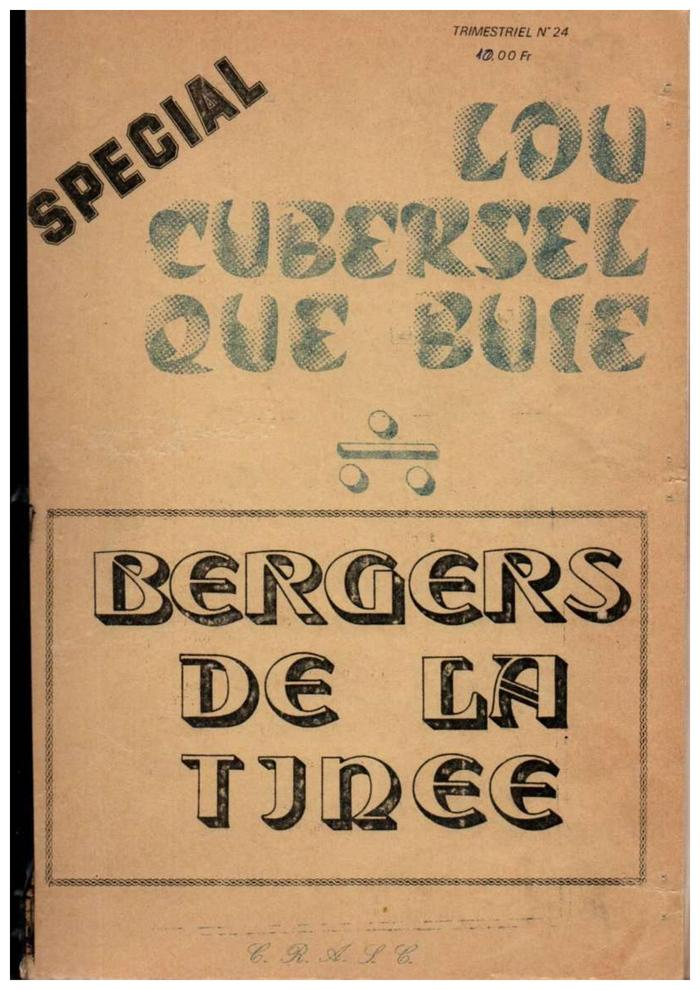 TRIMESTRIEL N°24
10,00 Fr
SPECIAL
LOU
CUBERSEL
QUE BUIE
BERGERS
DE LA
TINEE
C. R. A. S. C.